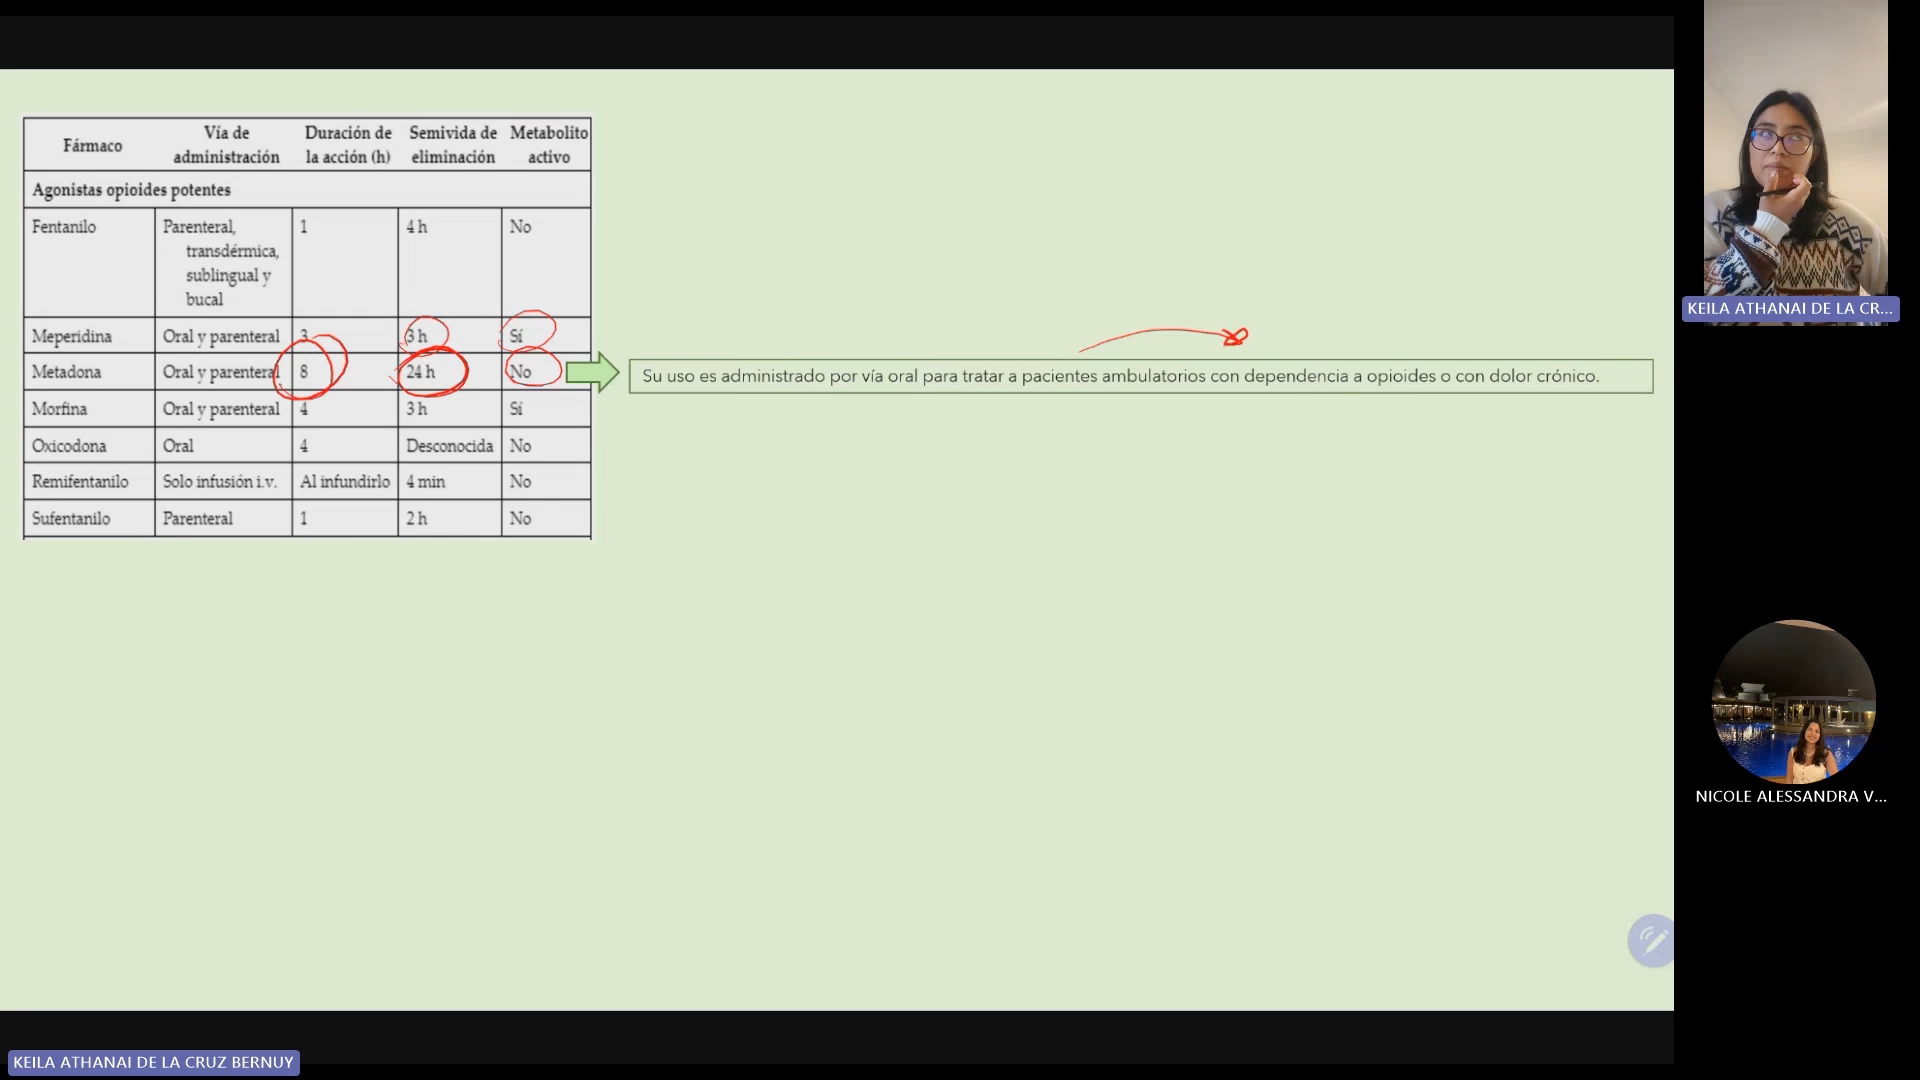 Fármaco
Vía de administración
Duración de la acción (h)
Semivida de eliminación
Metabolito activo
Agonistas opioides potentes
Fentanilo
Parenteral, transdérmica, sublingual y bucal
1
4 h
No
Meperidina
Oral y parenteral
3
3 h
Sí
Metadona
Oral y parenteral
8
24 h
No
Su uso es administrado por vía oral para tratar a pacientes ambulatorios con dependencia a opioides o con dolor crónico.
Morfina
Oral y parenteral
4
3 h
Sí
Oxicodona
Oral
4
Desconocida
No
Remifentanilo
Solo infusión i.v.
Al infundirlo
4 min
No
Sufentanilo
Parenteral
1
2 h
No
KEILA ATHANAI DE LA CR...
NICOLE ALESSANDRA V...
KEILA ATHANAI DE LA CRUZ BERNUY